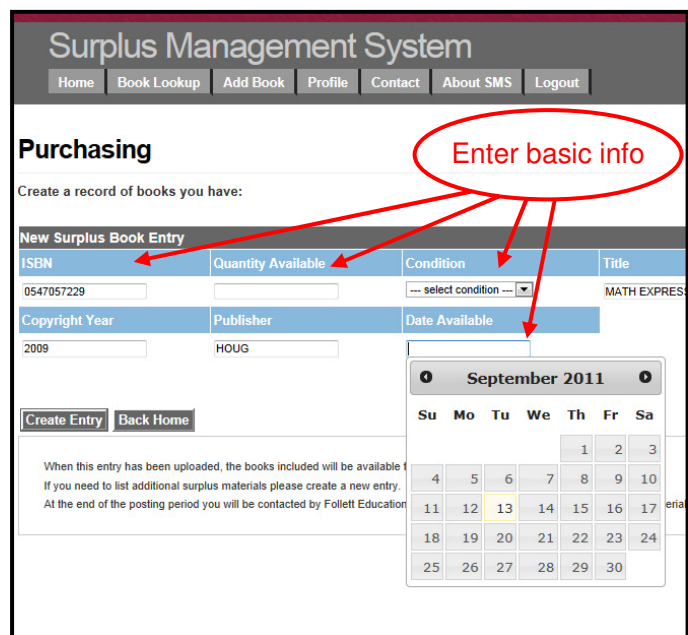 Surplus Management System
Home Book Lookup Add Book Profile Contact About SMS Logout
Purchasing
Enter basic info
Create a record of books you have:
New Surplus Book Entry
ISBN Quantity Available Condition Title
0547057229 --- select condition --- MATH EXPRES
Copyright Year Publisher Date Available
2009 HOUG
September 2011
Su Mo Tu We Th Fr Sa
1 2 3
4 5 6 7 8 9 10
11 12 13 14 15 16 17
18 19 20 21 22 23 24
25 26 27 28 29 30
Create Entry Back Home
When this entry has been uploaded, the books included will be available
If you need to list additional surplus materials please create a new entry.
At the end of the posting period you will be contacted by Follett Education